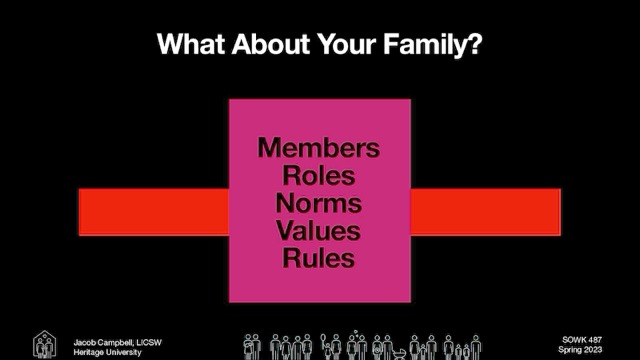 What About Your Family?
Members
Roles
Norms
Values
Rules
Jacob Campbell, LICSW
Heritage University
SOWK 487
Spring 2023